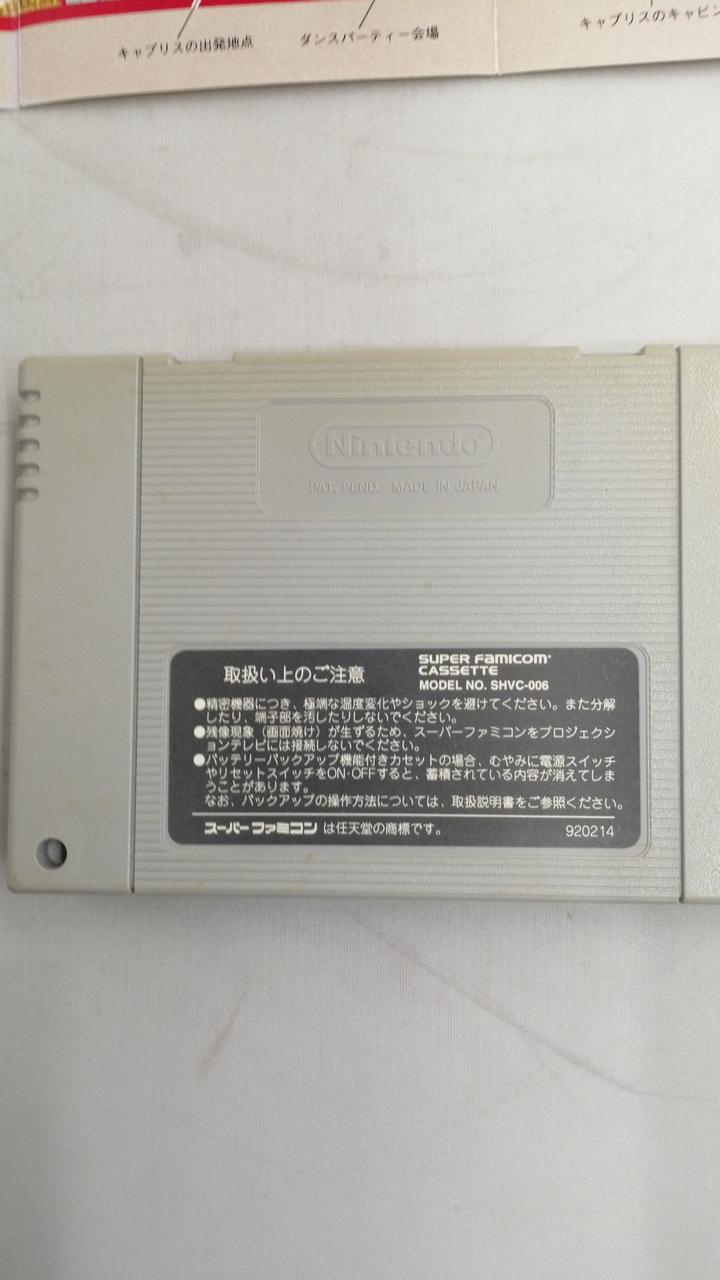 キャプリスの出発地点
ダンスパーティー会場
キャプリスのキャビン
Nintendo®
PAT. PEND. MADE IN JAPAN
取扱い上のご注意
SUPER FAMICOM®
CASSETTE
MODEL NO. SHVC-006
●精密機器につき、極端な温度変化やショックを避けてください。また分解
したり、端子部を汚したりしないでください。
●残像現象（画面焼け）が生ずるため、スーパーファミコンをプロジェクシ
ョンテレビには接続しないでください。
●バッテリーバックアップ機能付きカセットの場合、むやみに電源スイッチ
やリセットスイッチをON・OFFすると、蓄積されている内容が消えてしま
うことがあります。
なお、バックアップの操作方法については、取扱説明書をご参照ください。
スーパーファミコン は任天堂の商標です。
920214